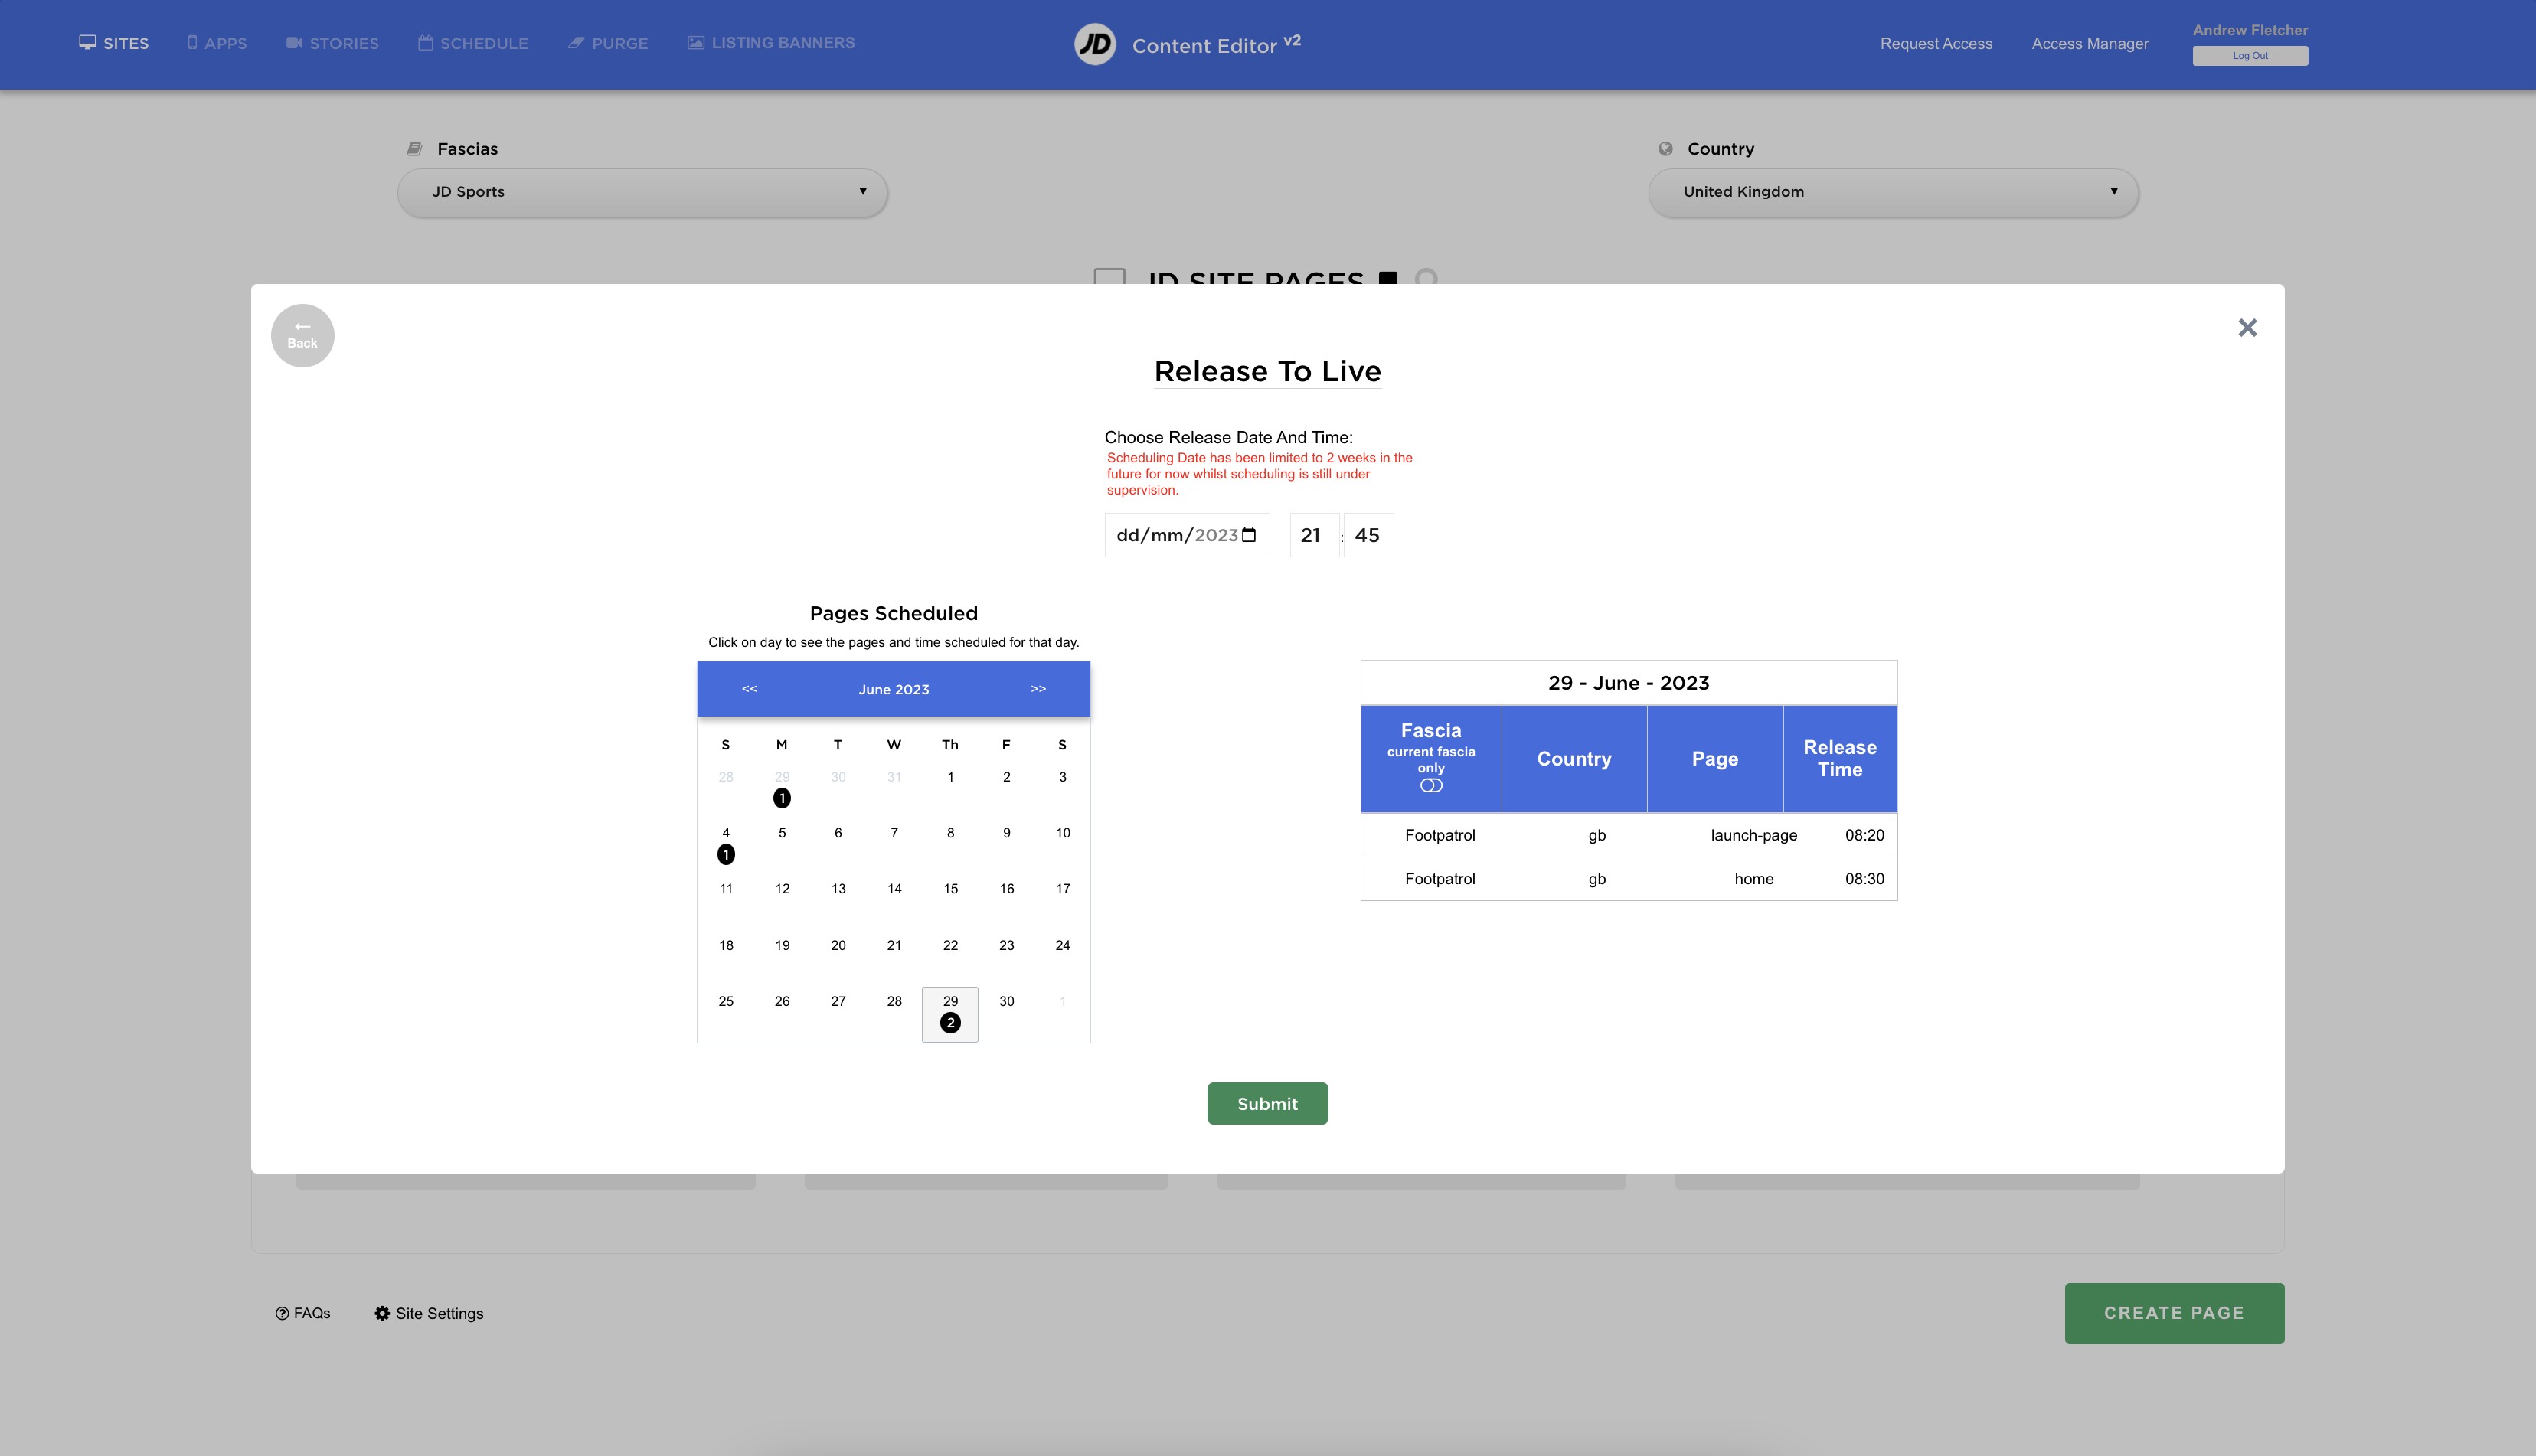 SITES
APPS
STORIES
SCHEDULE
PURGE
LISTING BANNERS
JD
Content Editor v2
Request Access
Access Manager
Andrew Fletcher
Log Out
Fascias
JD Sports
Country
United Kingdom
JD SITE PAGES
Back
Release To Live
Choose Release Date And Time:
Scheduling Date has been limited to 2 weeks in the
future for now whilst scheduling is still under
supervision.
dd/mm/2023
21 : 45
Pages Scheduled
Click on day to see the pages and time scheduled for that day.
<< June 2023 >>
S M T W Th F S
28 29 30 31 1 2 3
1
4 5 6 7 8 9 10
1
11 12 13 14 15 16 17
18 19 20 21 22 23 24
25 26 27 28 29 30 1
2
29 - June - 2023
Fascia
current fascia
only
Country
Page
Release
Time
Footpatrol gb launch-page 08:20
Footpatrol gb home 08:30
Submit
FAQs
Site Settings
CREATE PAGE